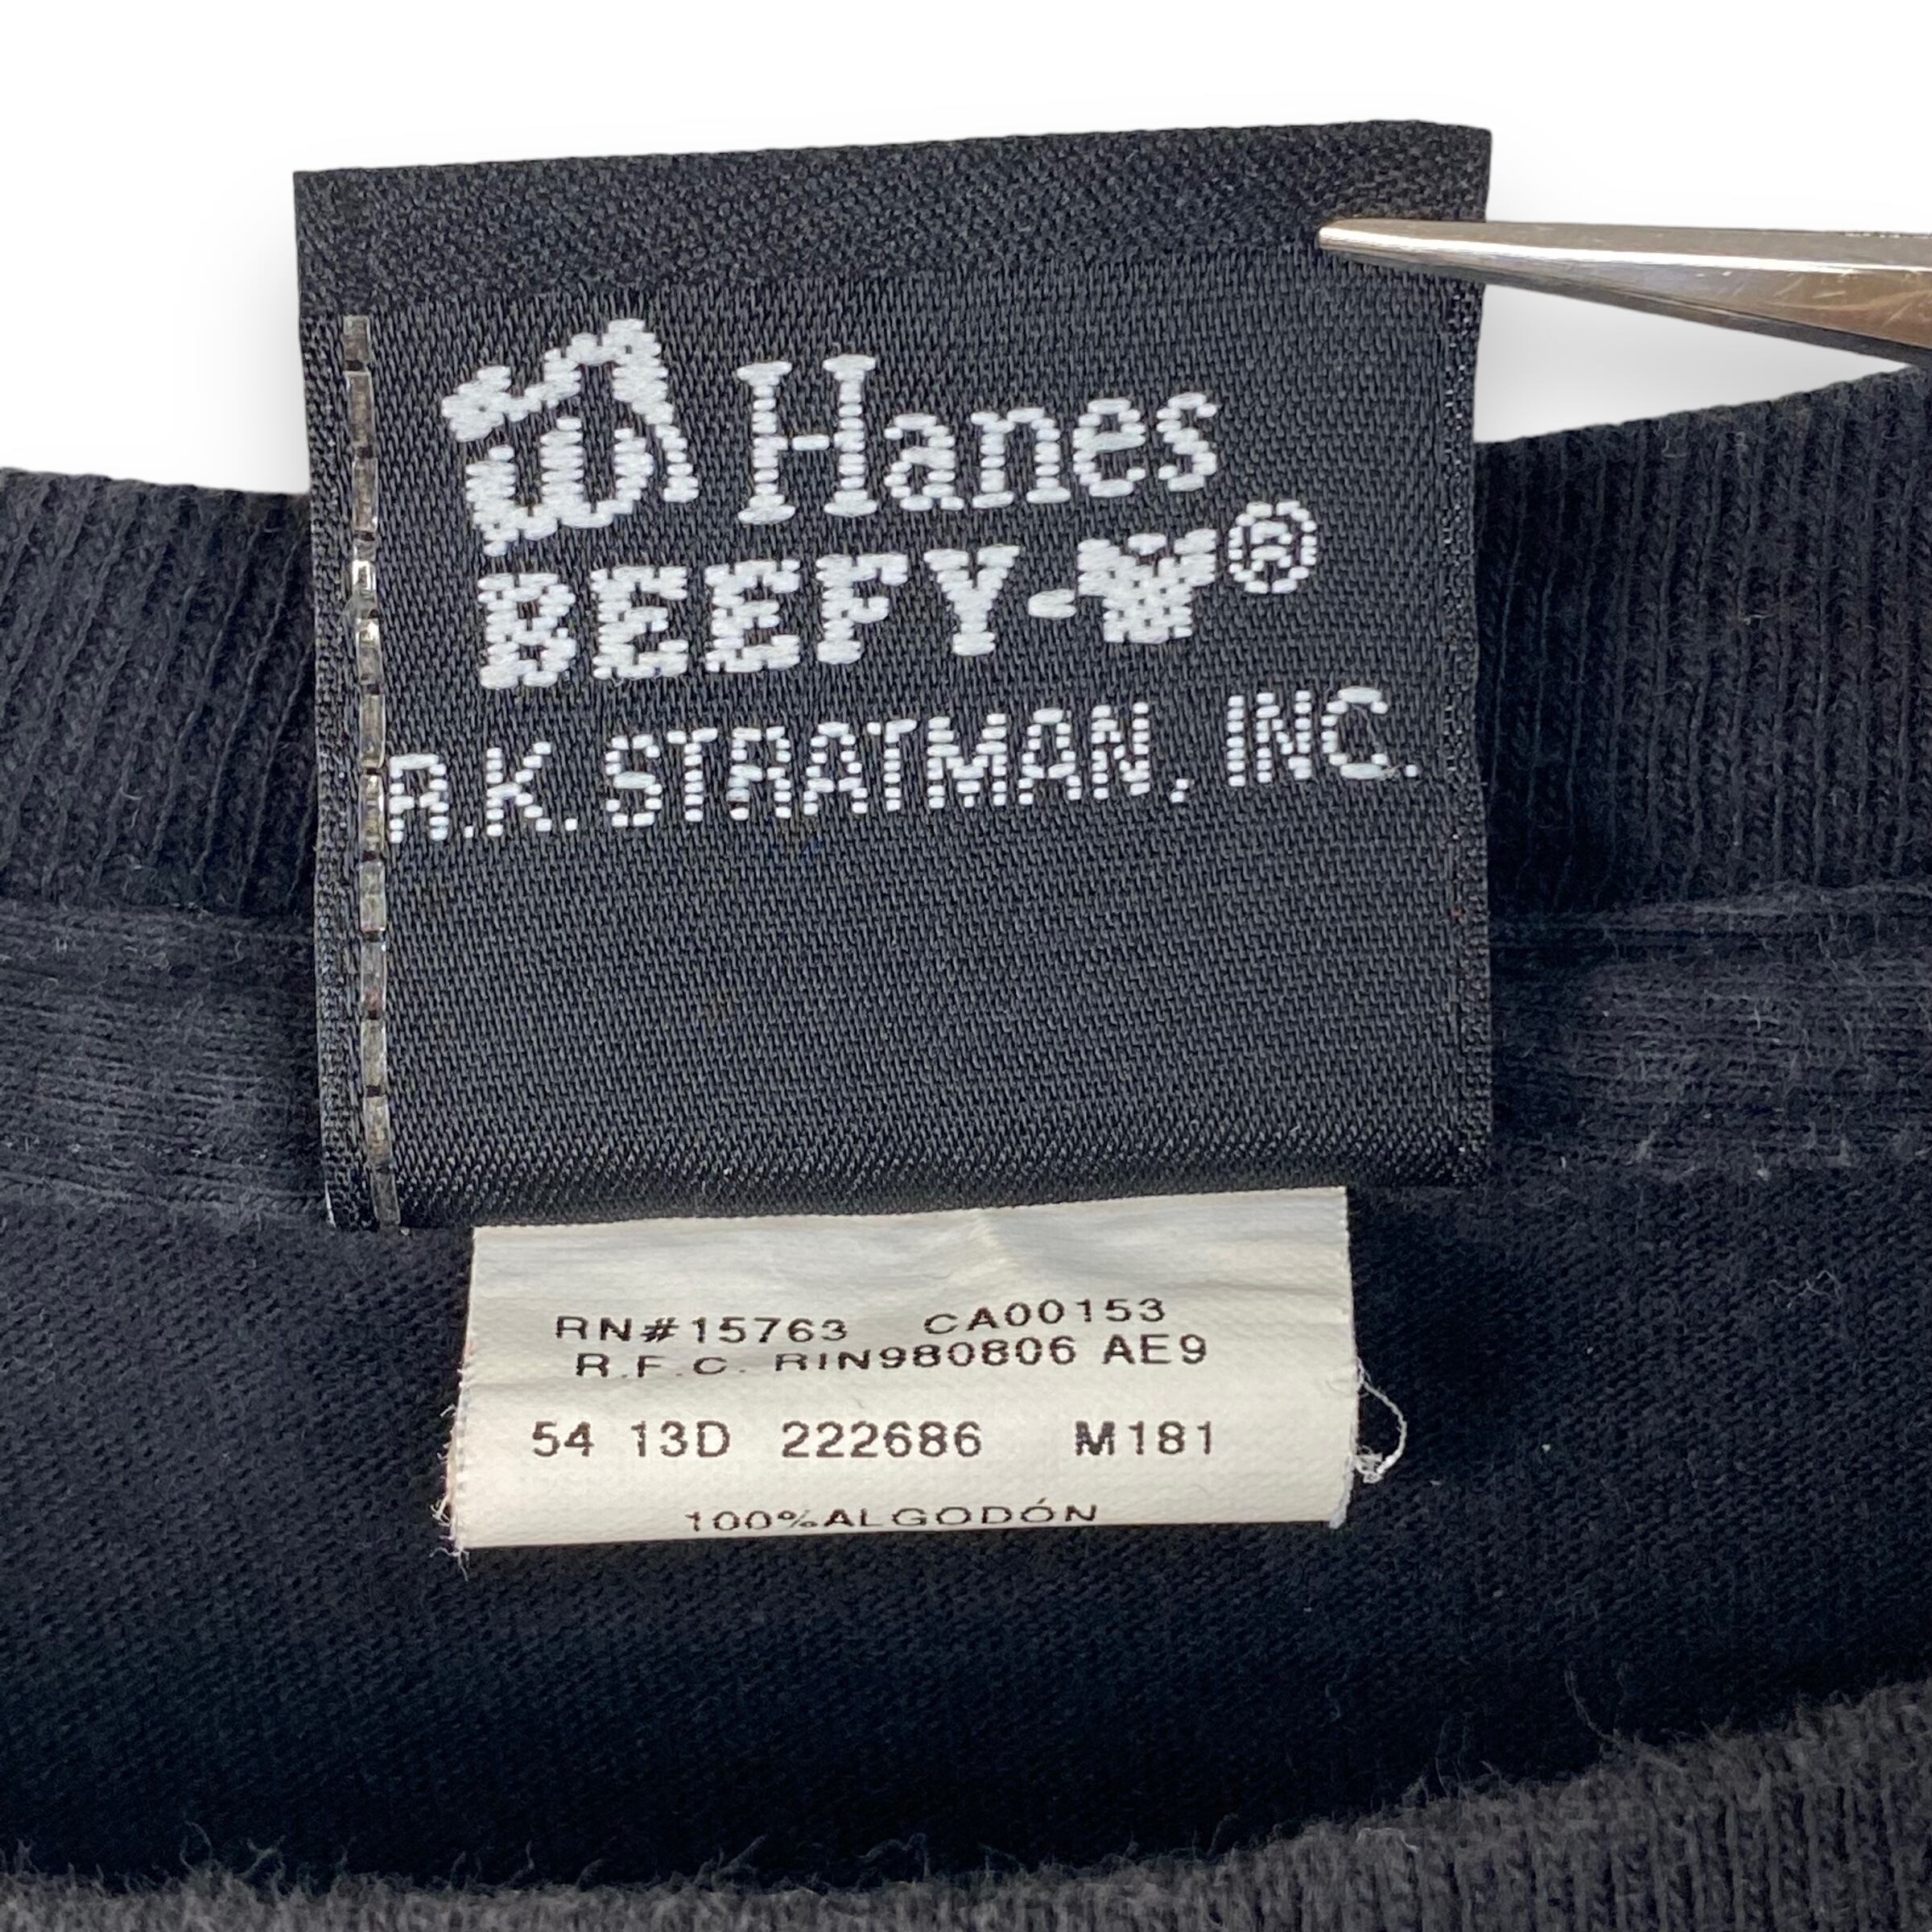 Hanes
BEEFY-T®
R.K. STRATMAN, INC.
RN#15763 CA00153
R.F.C. RIN980806 AE9
54 13D 222686 M181
100%ALGODÓN